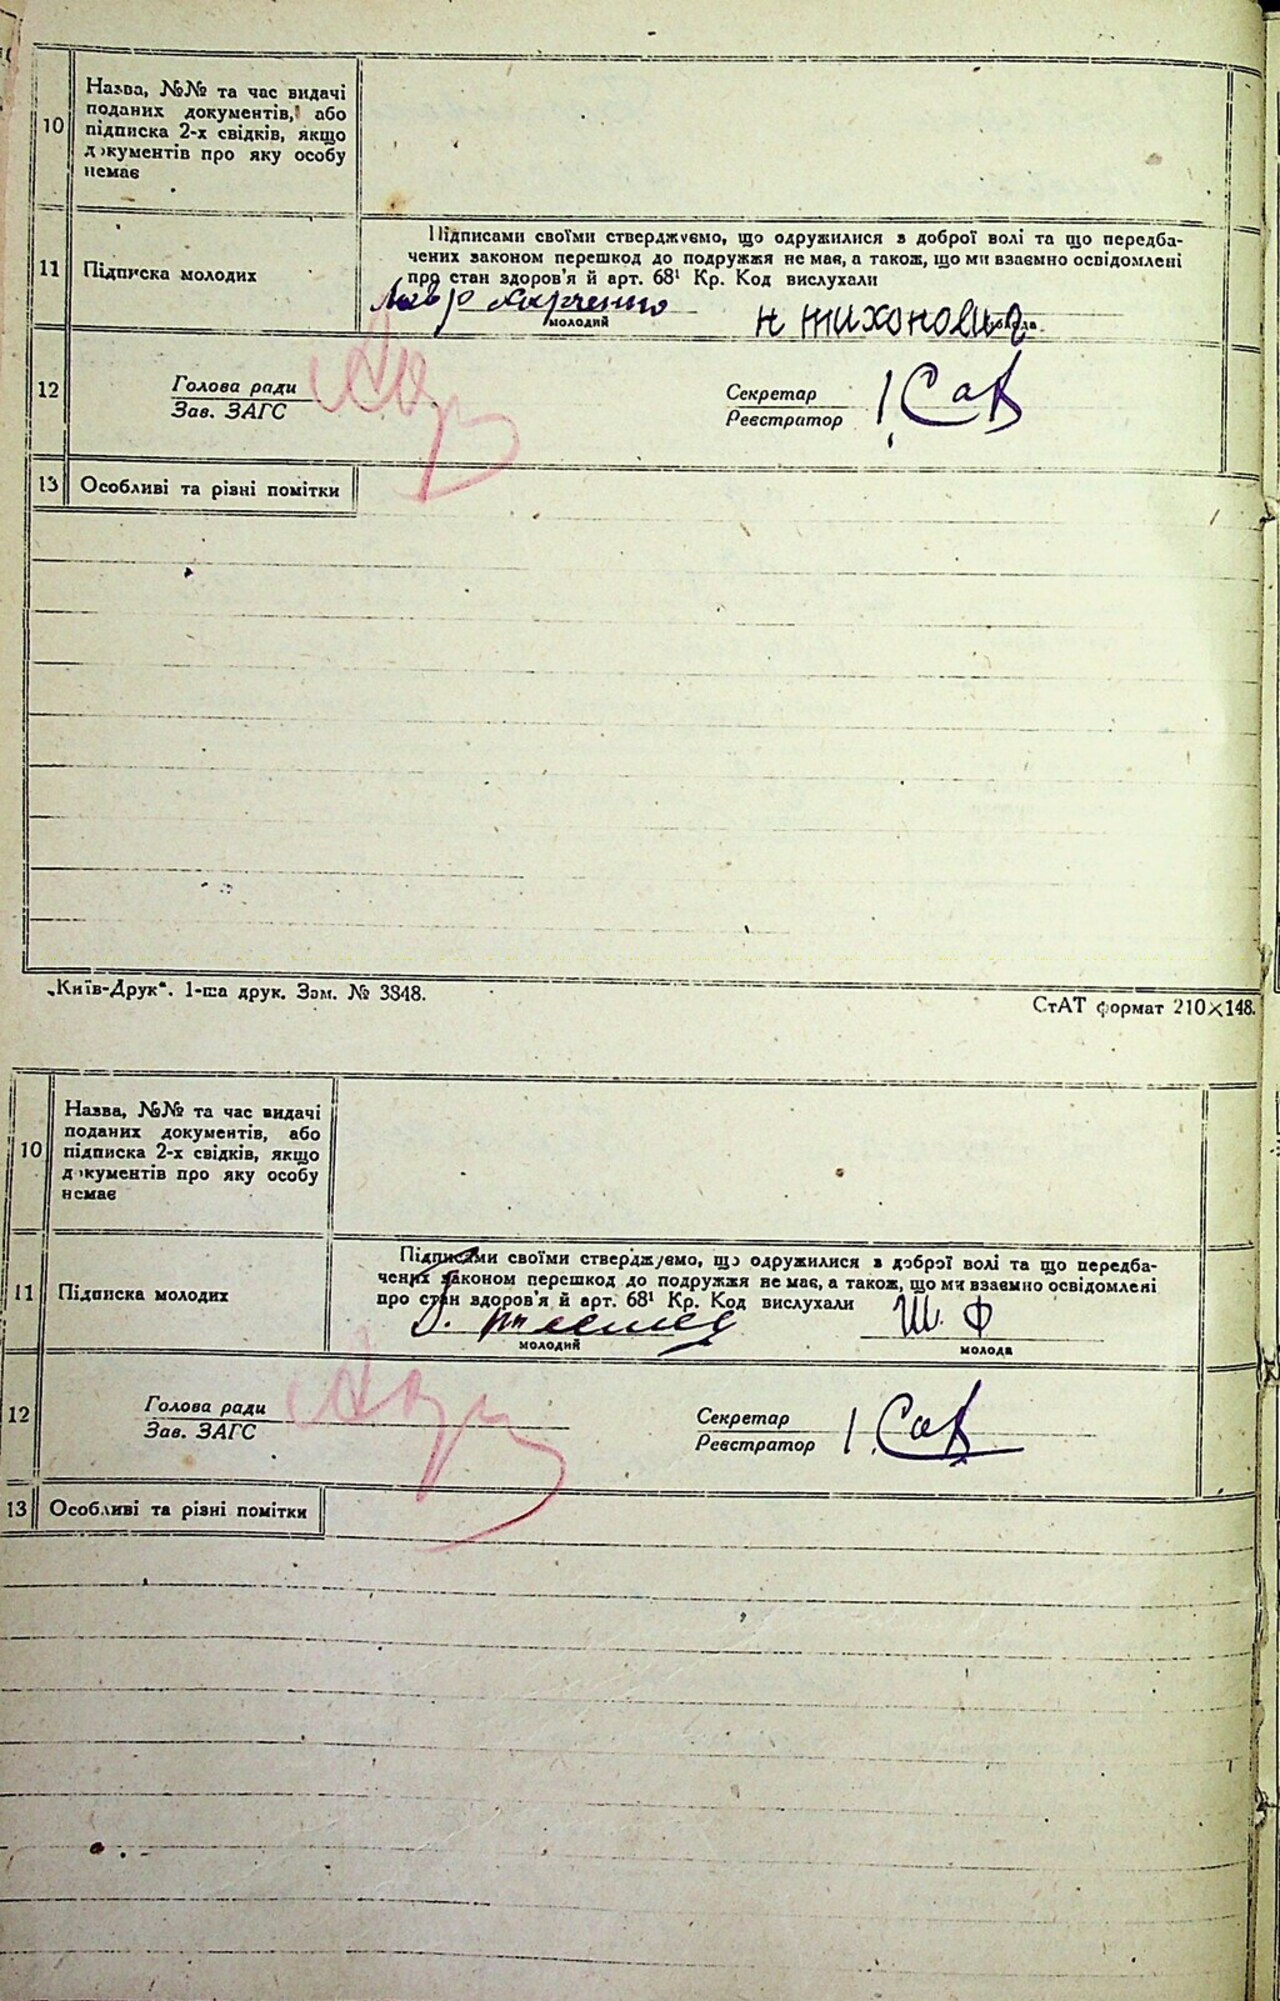 10
Назва, №№ та час видачі
поданих документів, або
підписка 2-х свідків, якщо
документів про яку особу
немає
11
Підписка молодих
Підписами своїми стверджуємо, що одружилися з доброї волі та що передба-
чених законом перешкод до подружжя не має, а також, що ми взаємно освідомлені
про стан здоров'я й арт. 68¹ Кр. Код вислухали
Харченко
н тихонович
молодий
12
Голова ради
Зав. ЗАГС
Секретар
Реєстратор
І Сав
13
Особливі та різні помітки
„Київ-Друк“. 1-ша друк. Зам. № 3848.
СтАТ формат 210×148.
10
Назва, №№ та час видачі
поданих документів, або
підписка 2-х свідків, якщо
документів про яку особу
немає
11
Підписка молодих
Підписами своїми стверджуємо, що одружилися з доброї волі та що передба-
чених законом перешкод до подружжя не має, а також, що ми взаємно освідомлені
про стан здоров'я й арт. 68¹ Кр. Код вислухали
Ш. Ф
молодий
молода
12
Голова ради
Зав. ЗАГС
Секретар
Реєстратор
І. Сав
13
Особливі та різні помітки